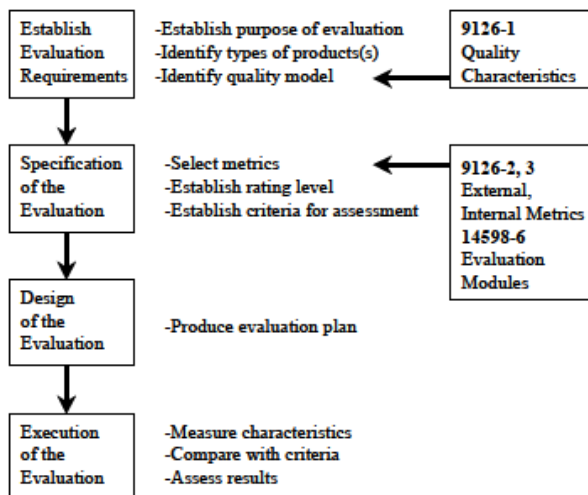 Establish
Evaluation
Requirements
-Establish purpose of evaluation
-Identify types of products(s)
-Identify quality model
9126-1
Quality
Characteristics
Specification
of the
Evaluation
-Select metrics
-Establish rating level
-Establish criteria for assessment
9126-2, 3
External,
Internal Metrics
14598-6
Evaluation
Modules
Design
of the
Evaluation
-Produce evaluation plan
Execution
of the
Evaluation
-Measure characteristics
-Compare with criteria
-Assess results